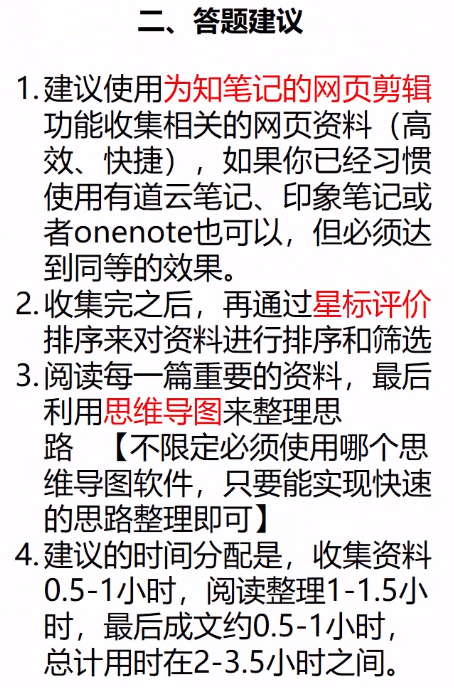 二、答题建议
1. 建议使用为知笔记的网页剪辑
功能收集相关的网页资料（高
效、快捷），如果你已经习惯
使用有道云笔记、印象笔记或
者onenote也可以，但必须达
到同等的效果。
2. 收集完之后，再通过星标评价
排序来对资料进行排序和筛选
3. 阅读每一篇重要的资料，最后
利用思维导图来整理思
路 【不限定必须使用哪个思
维导图软件，只要能实现快速
的思路整理即可】
4. 建议的时间分配是，收集资料
0.5-1小时，阅读整理1-1.5小
时，最后成文约0.5-1小时，
总计用时在2-3.5小时之间。